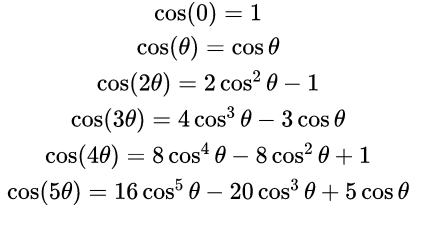 cos(0) = 1
cos(θ) = cos θ
cos(2θ) = 2 cos² θ − 1
cos(3θ) = 4 cos³ θ − 3 cos θ
cos(4θ) = 8 cos⁴ θ − 8 cos² θ + 1
cos(5θ) = 16 cos⁵ θ − 20 cos³ θ + 5 cos θ